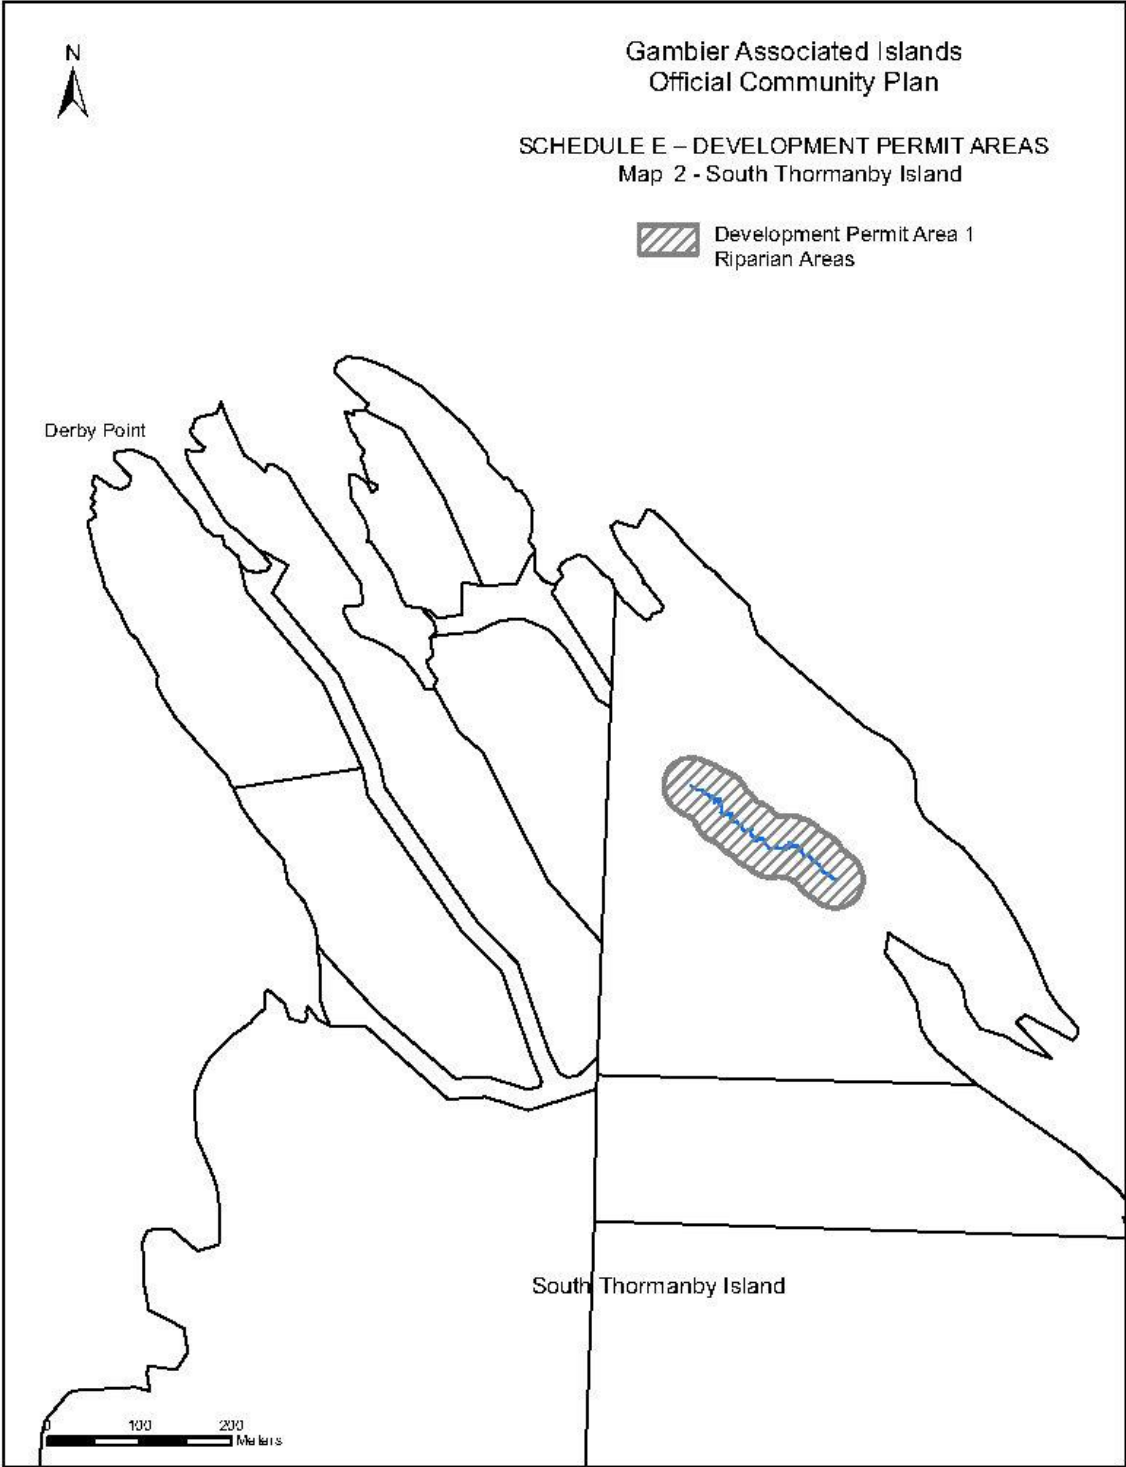 N
Gambier Associated Islands
Official Community Plan
SCHEDULE E – DEVELOPMENT PERMIT AREAS
Map 2 - South Thormanby Island
Development Permit Area 1
Riparian Areas
Derby Point
South Thormanby Island
0 100 200
Meters